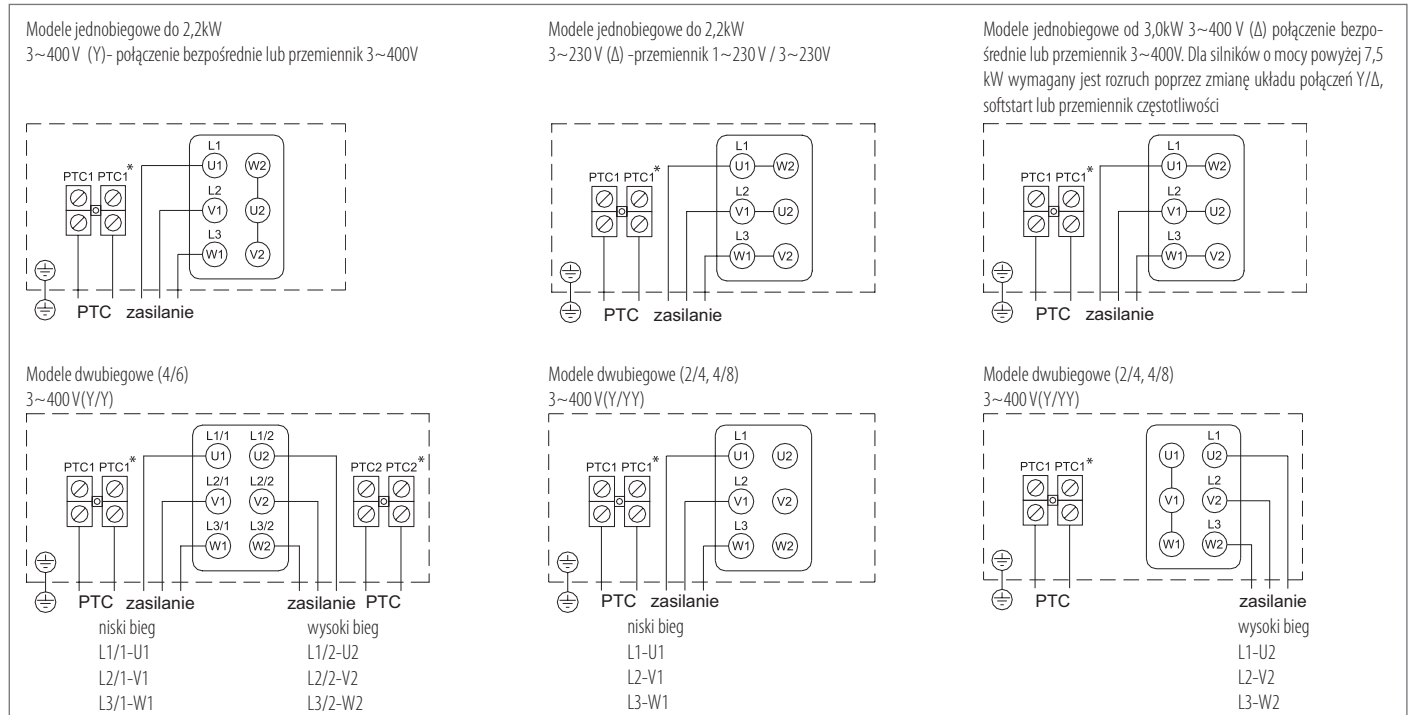 Modele jednobiegowe do 2,2kW
3~400 V (Y)- połączenie bezpośrednie lub przemiennik 3~400V
L1
U1 W2
PTC1 PTC1*
L2
V1 U2
L3
W1 V2
PTC zasilanie
Modele jednobiegowe do 2,2kW
3~230 V (Δ) -przemiennik 1~230 V / 3~230V
L1
U1 W2
PTC1 PTC1*
L2
V1 U2
L3
W1 V2
PTC zasilanie
Modele jednobiegowe od 3,0kW 3~400 V (Δ) połączenie bezpo-
średnie lub przemiennik 3~400V. Dla silników o mocy powyżej 7,5
kW wymagany jest rozruch poprzez zmianę układu połączeń Y/Δ,
softstart lub przemiennik częstotliwości
L1
U1 W2
PTC1 PTC1*
L2
V1 U2
L3
W1 V2
PTC zasilanie
Modele dwubiegowe (4/6)
3~400 V(Y/Y)
L1/1 L1/2
U1 U2
PTC1 PTC1* PTC2 PTC2*
L2/1 L2/2
V1 V2
L3/1 L3/2
W1 W2
PTC zasilanie zasilanie PTC
niski bieg wysoki bieg
L1/1-U1 L1/2-U2
L2/1-V1 L2/2-V2
L3/1-W1 L3/2-W2
Modele dwubiegowe (2/4, 4/8)
3~400 V(Y/YY)
L1
U1 U2
PTC1 PTC1*
L2
V1 V2
L3
W1 W2
PTC zasilanie
niski bieg
L1-U1
L2-V1
L3-W1
Modele dwubiegowe (2/4, 4/8)
3~400 V(Y/YY)
L1
U1 U2
PTC1 PTC1*
L2
V1 V2
L3
W1 W2
PTC zasilanie
wysoki bieg
L1-U2
L2-V2
L3-W2